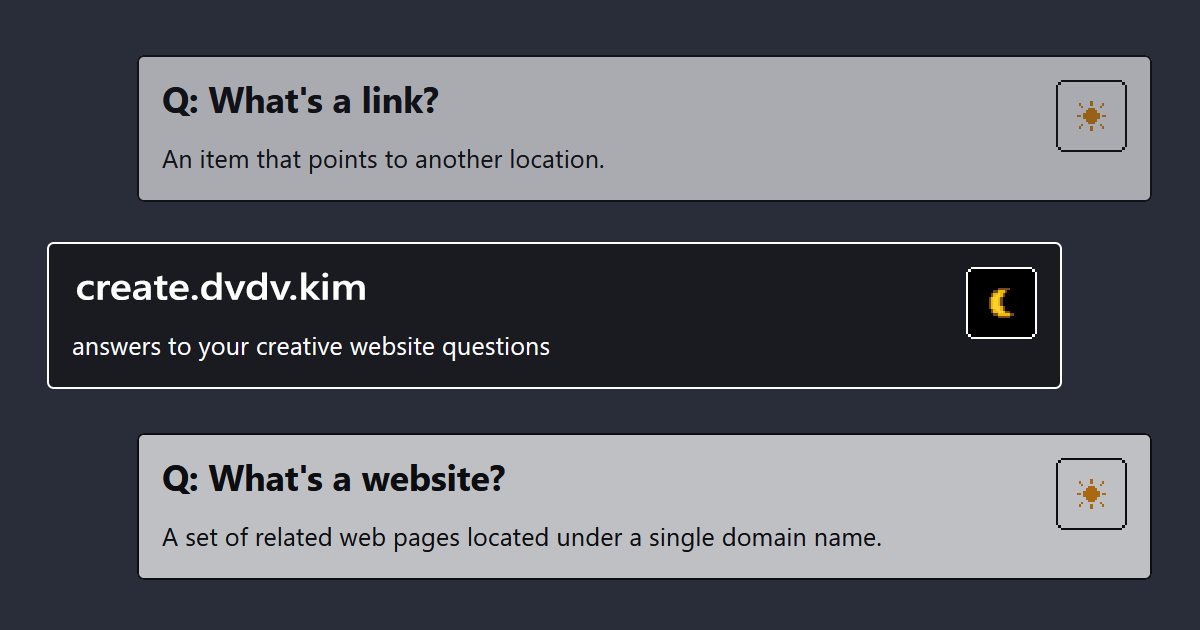 Q: What's a link?
An item that points to another location.
create.dvdv.kim
answers to your creative website questions
Q: What's a website?
A set of related web pages located under a single domain name.